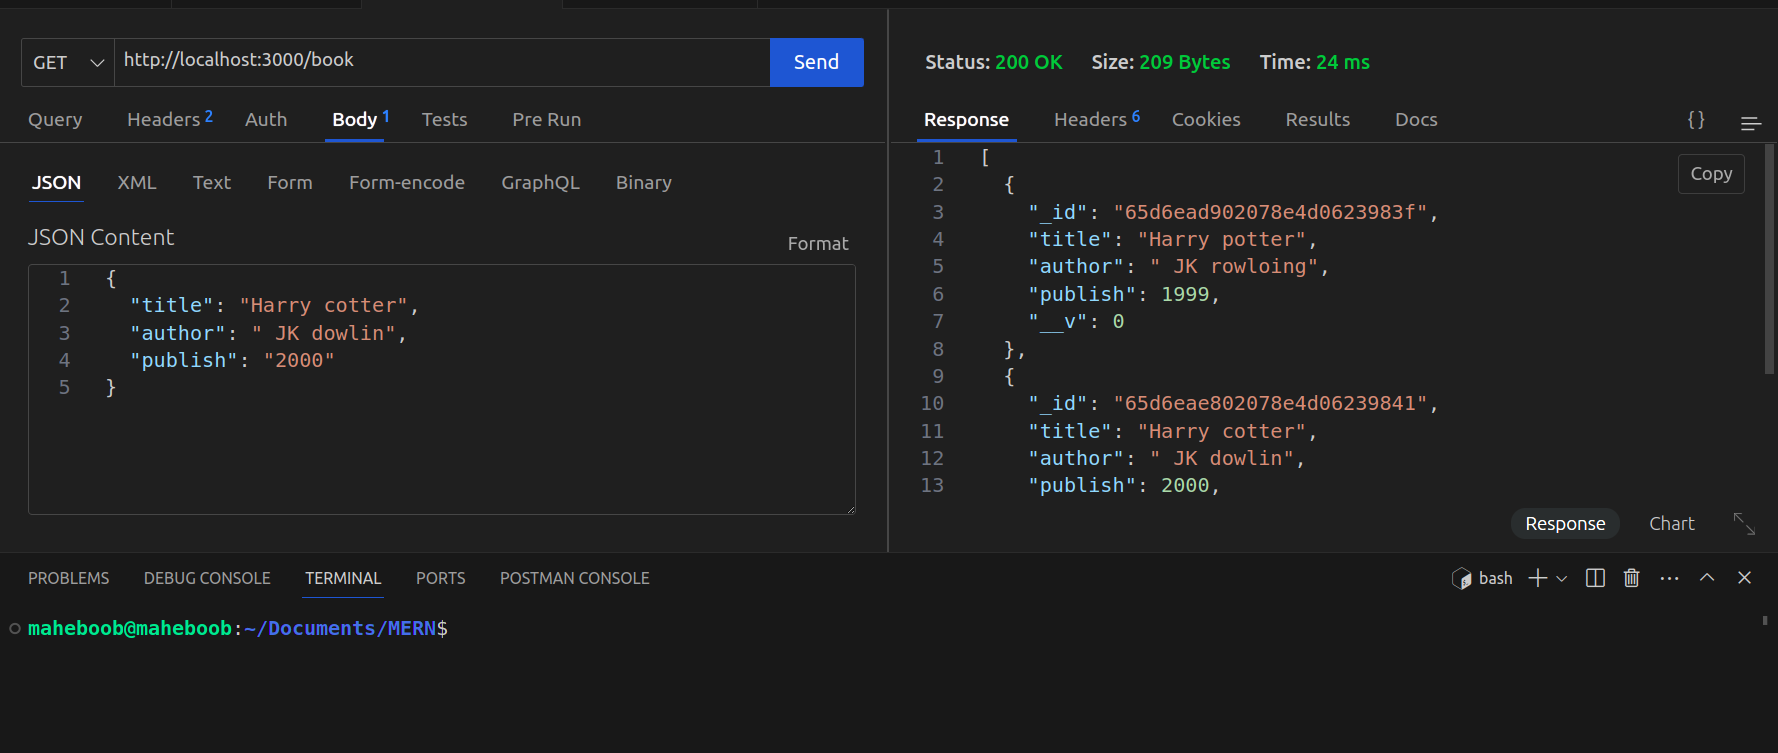 GET http://localhost:3000/book Send
Query Headers 2 Auth Body 1 Tests Pre Run
JSON XML Text Form Form-encode GraphQL Binary
JSON Content Format
1 {
2 "title": "Harry cotter",
3 "author": " JK dowlin",
4 "publish": "2000"
5 }
Status: 200 OK Size: 209 Bytes Time: 24 ms
Response Headers 6 Cookies Results Docs {}
Copy
1 [
2 {
3 "_id": "65d6ead902078e4d0623983f",
4 "title": "Harry potter",
5 "author": " JK rowloing",
6 "publish": 1999,
7 "__v": 0
8 },
9 {
10 "_id": "65d6eae802078e4d06239841",
11 "title": "Harry cotter",
12 "author": " JK dowlin",
13 "publish": 2000,
Response Chart
PROBLEMS DEBUG CONSOLE TERMINAL PORTS POSTMAN CONSOLE bash
maheboob@maheboob:~/Documents/MERN$